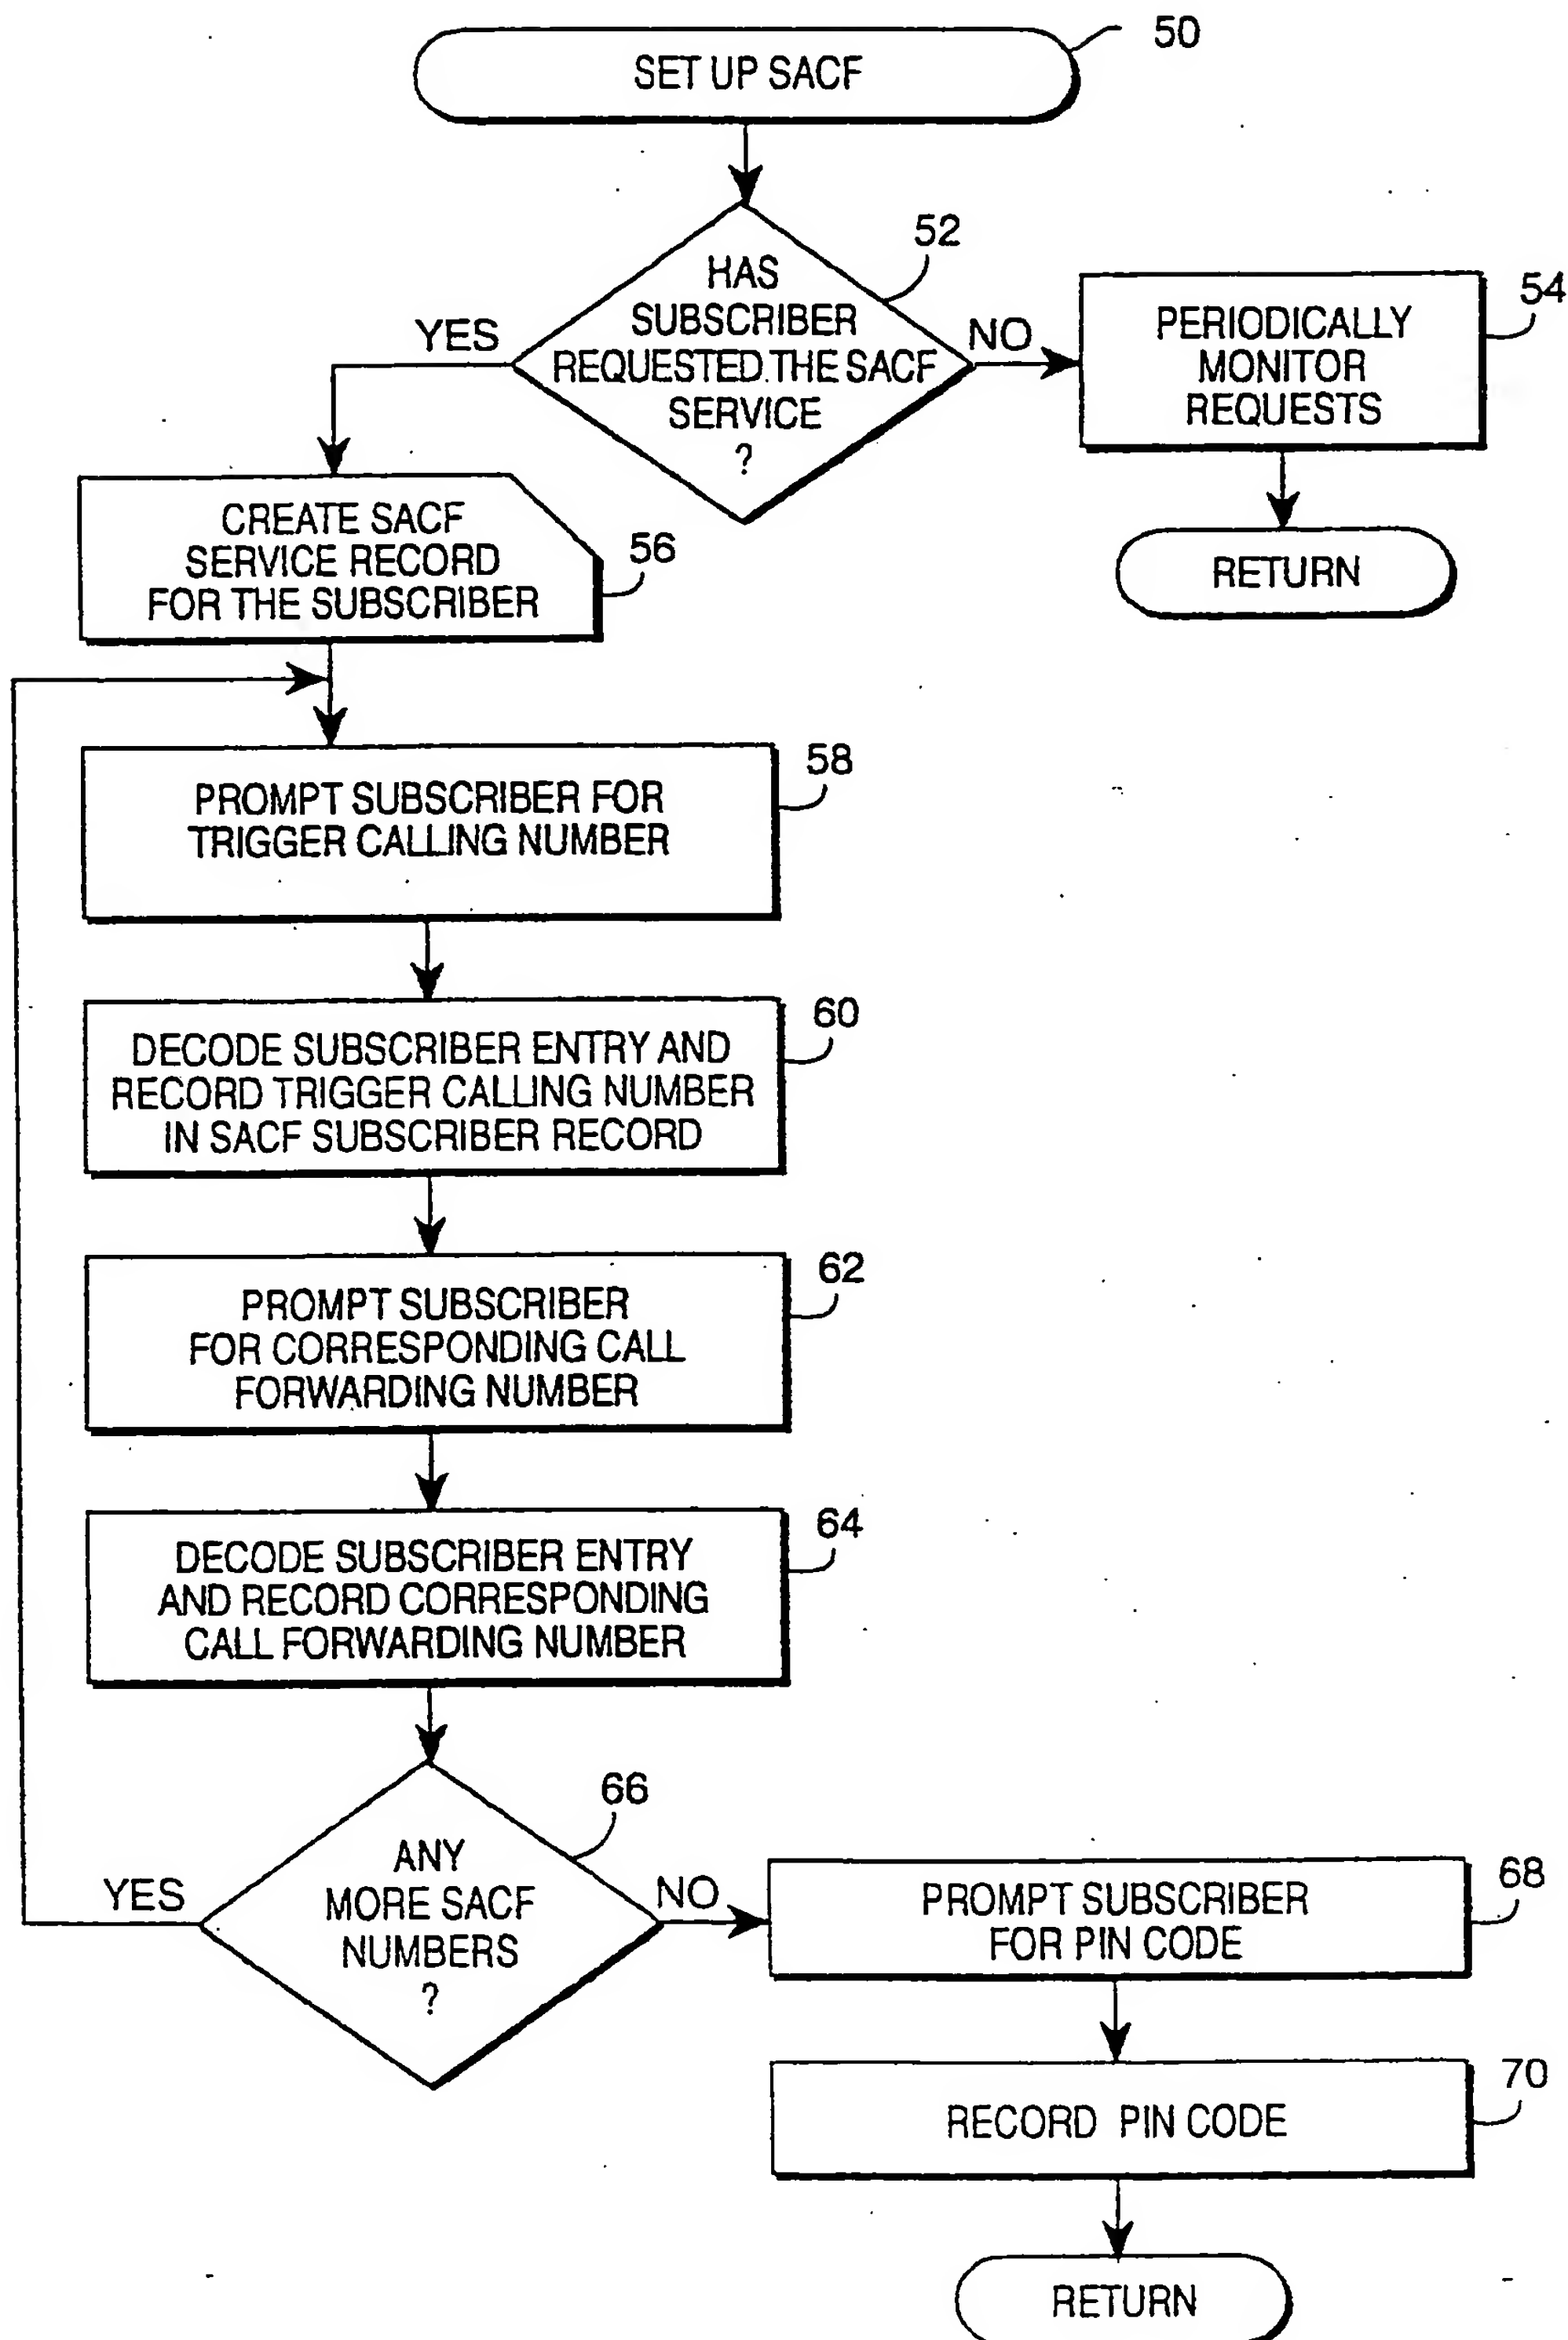 SET UP SACF
50
HAS
SUBSCRIBER
REQUESTED.THE SACF
SERVICE
?
52
YES
NO
PERIODICALLY
MONITOR
REQUESTS
54
RETURN
CREATE SACF
SERVICE RECORD
FOR THE SUBSCRIBER
56
PROMPT SUBSCRIBER FOR
TRIGGER CALLING NUMBER
58
DECODE SUBSCRIBER ENTRY AND
RECORD TRIGGER CALLING NUMBER
IN SACF SUBSCRIBER RECORD
60
PROMPT SUBSCRIBER
FOR CORRESPONDING CALL
FORWARDING NUMBER
62
DECODE SUBSCRIBER ENTRY
AND RECORD CORRESPONDING
CALL FORWARDING NUMBER
64
ANY
MORE SACF
NUMBERS
?
66
YES
NO
PROMPT SUBSCRIBER
FOR PIN CODE
68
RECORD PIN CODE
70
RETURN